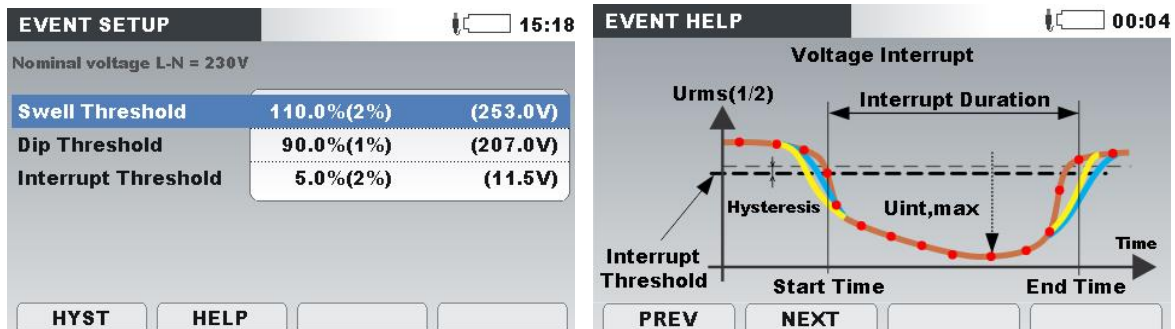 EVENT SETUP 15:18
Nominal voltage L-N = 230V
Swell Threshold 110.0%(2%) (253.0V)
Dip Threshold 90.0%(1%) (207.0V)
Interrupt Threshold 5.0%(2%) (11.5V)
HYST HELP
EVENT HELP 00:04
Voltage Interrupt
Urms(1/2)
Interrupt Duration
Hysteresis
Uint,max
Interrupt
Threshold
Time
Start Time
End Time
PREV NEXT